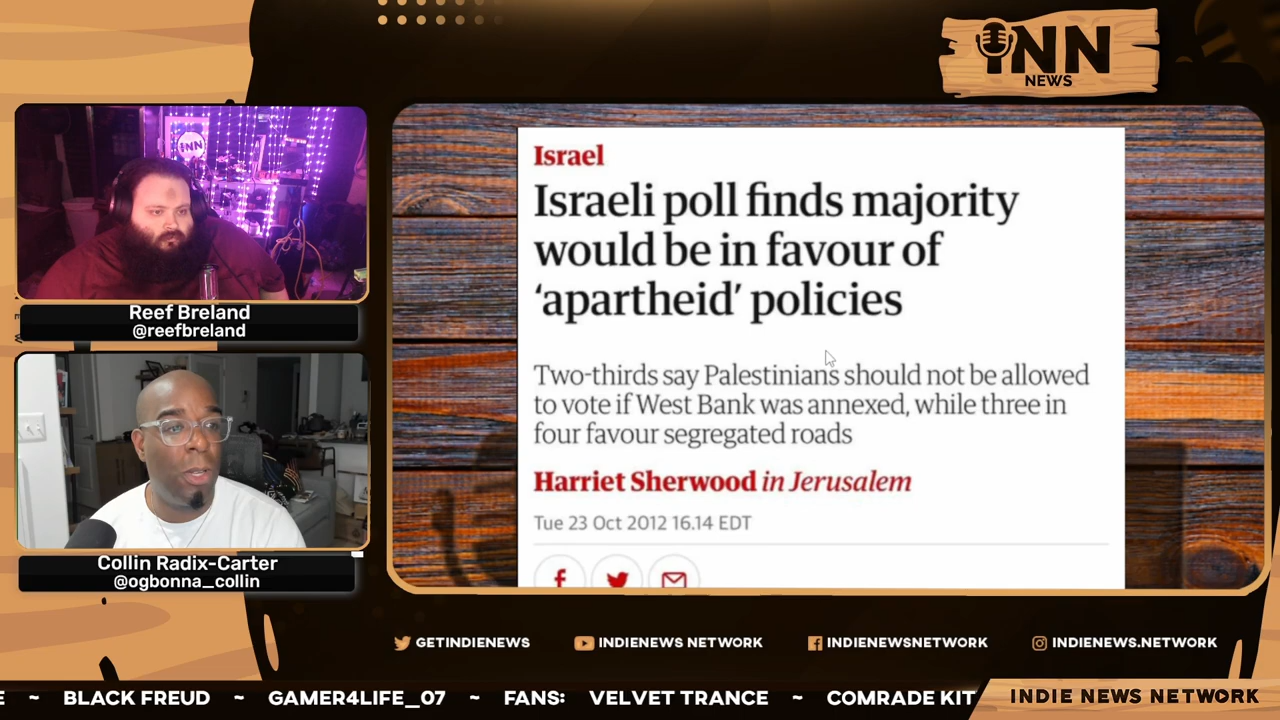 iNN
NEWS
iNN
Reef Breland
@reefbreland
Collin Radix-Carter
@ogbonna_collin
Israel
Israeli poll finds majority
would be in favour of
‘apartheid’ policies
Two-thirds say Palestinians should not be allowed
to vote if West Bank was annexed, while three in
four favour segregated roads
Harriet Sherwood in Jerusalem
Tue 23 Oct 2012 16.14 EDT
GETINDIENEWS
INDIENEWS NETWORK
INDIENEWSNETWORK
INDIENEWS.NETWORK
E ~ BLACK FREUD ~ GAMER4LIFE_07 ~ FANS: VELVET TRANCE ~ COMRADE KIT
INDIE NEWS NETWORK